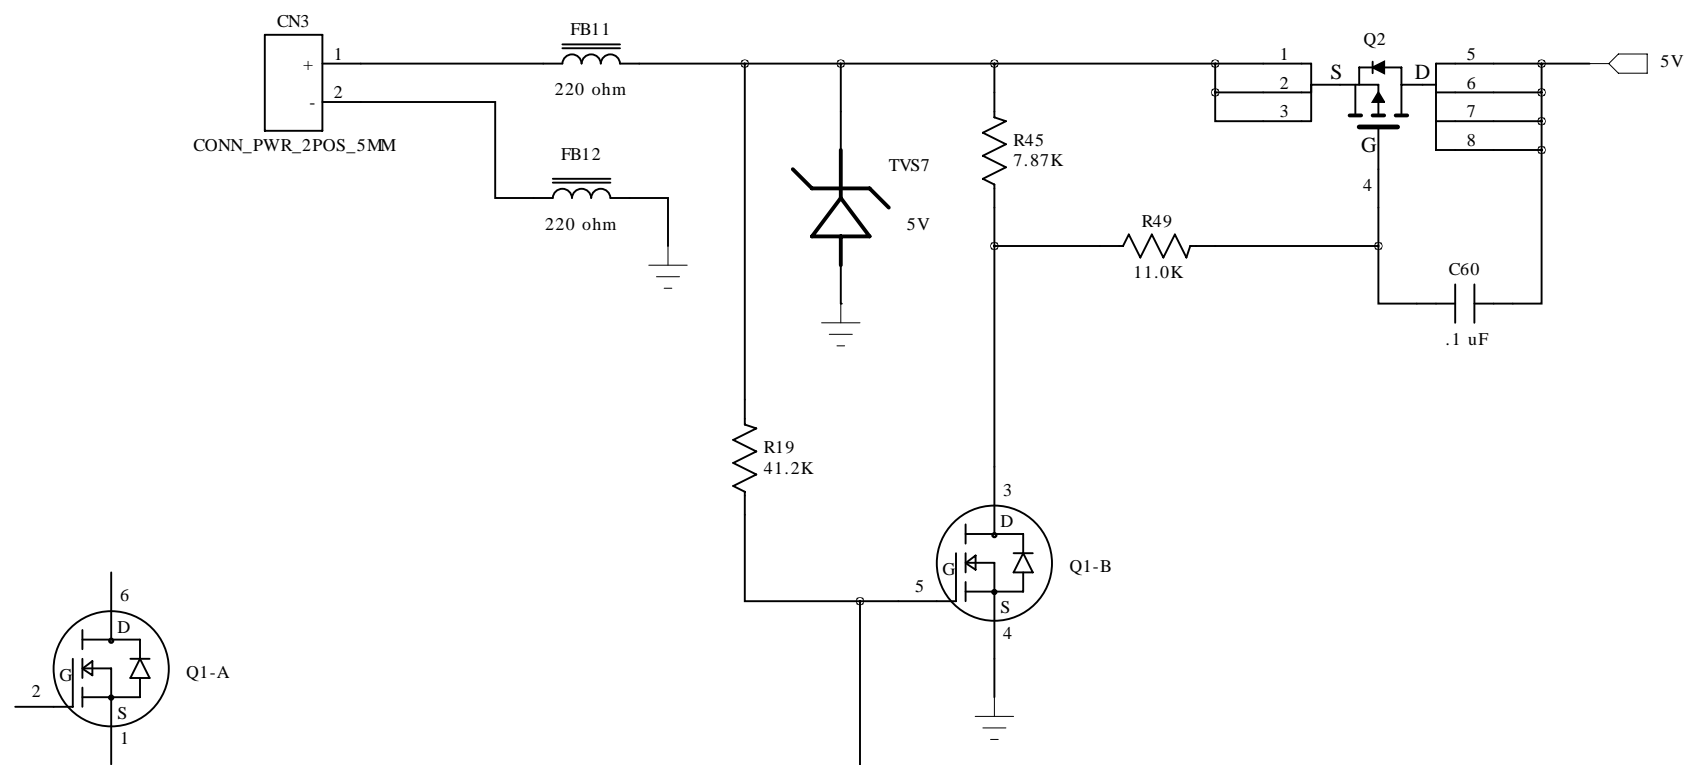 CN3
+
1
-
2
CONN_PWR_2POS_5MM
FB11
220 ohm
FB12
220 ohm
TVS7
5V
R45
7.87K
R49
11.0K
Q2
1
2
3
S
D
G
4
5
6
7
8
5V
C60
.1 uF
R19
41.2K
3
D
G
S
5
4
Q1-B
6
D
G
S
2
1
Q1-A